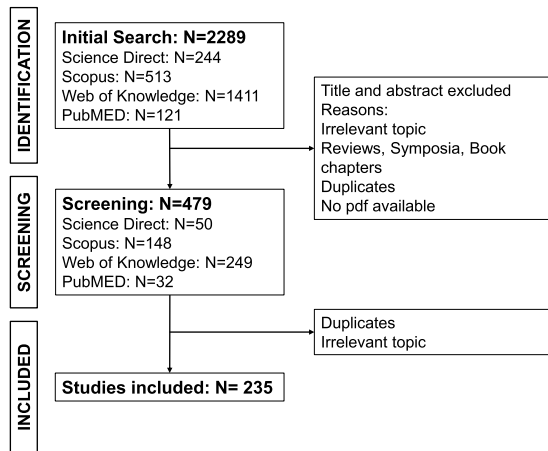 IDENTIFICATION
Initial Search: N=2289
Science Direct: N=244
Scopus: N=513
Web of Knowledge: N=1411
PubMED: N=121
Title and abstract excluded
Reasons:
Irrelevant topic
Reviews, Symposia, Book
chapters
Duplicates
No pdf available
SCREENING
Screening: N=479
Science Direct: N=50
Scopus: N=148
Web of Knowledge: N=249
PubMED: N=32
Duplicates
Irrelevant topic
INCLUDED
Studies included: N= 235